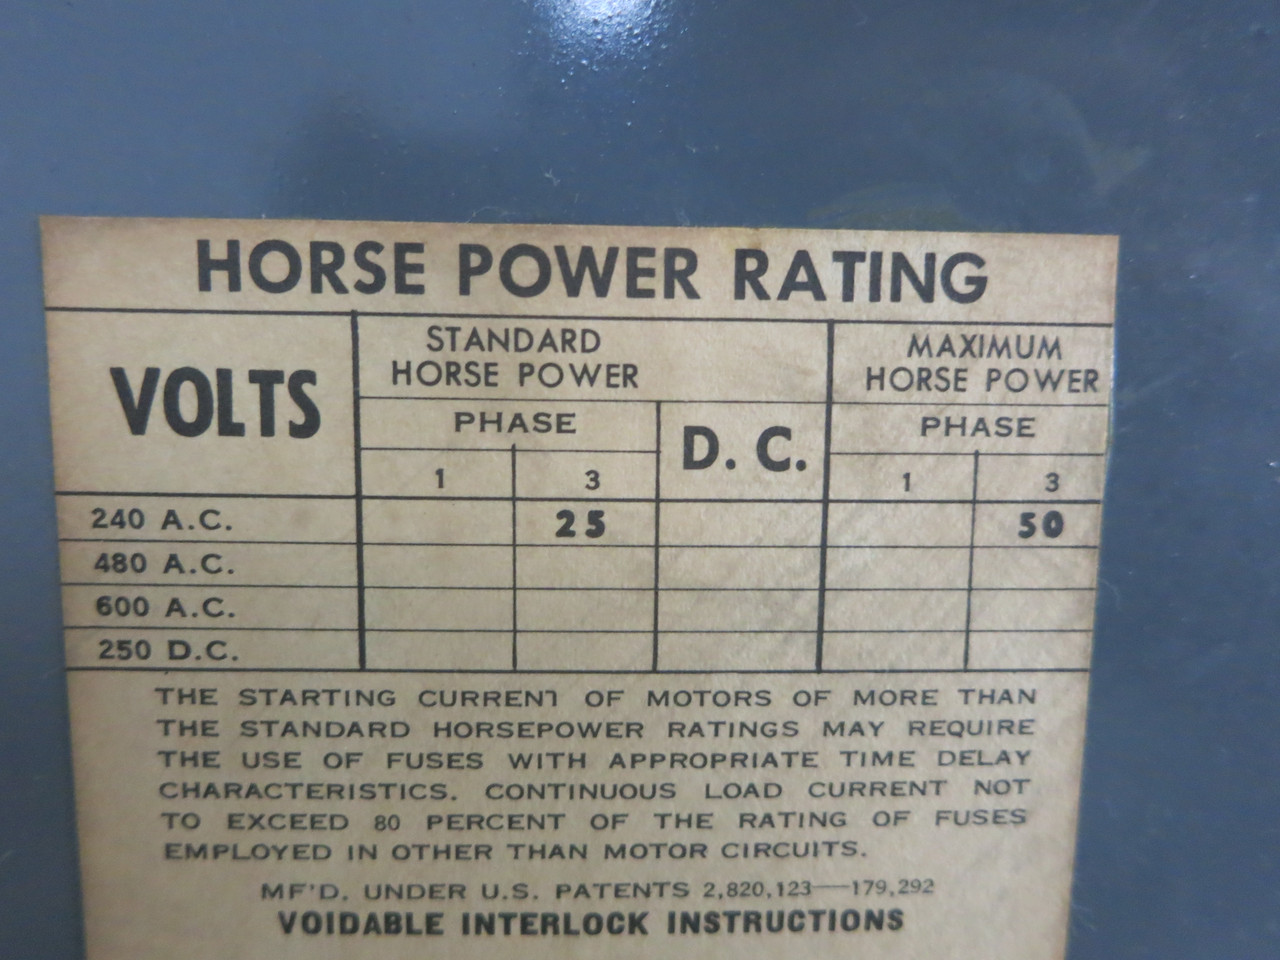 HORSE POWER RATING
VOLTS
STANDARD
HORSE POWER
MAXIMUM
HORSE POWER
PHASE
D. C.
PHASE
1 3
1 3
240 A.C. 25 50
480 A.C.
600 A.C.
250 D.C.
THE STARTING CURRENT OF MOTORS OF MORE THAN
THE STANDARD HORSEPOWER RATINGS MAY REQUIRE
THE USE OF FUSES WITH APPROPRIATE TIME DELAY
CHARACTERISTICS. CONTINUOUS LOAD CURRENT NOT
TO EXCEED 80 PERCENT OF THE RATING OF FUSES
EMPLOYED IN OTHER THAN MOTOR CIRCUITS.
MF'D. UNDER U.S. PATENTS 2,820,123—179,292
VOIDABLE INTERLOCK INSTRUCTIONS